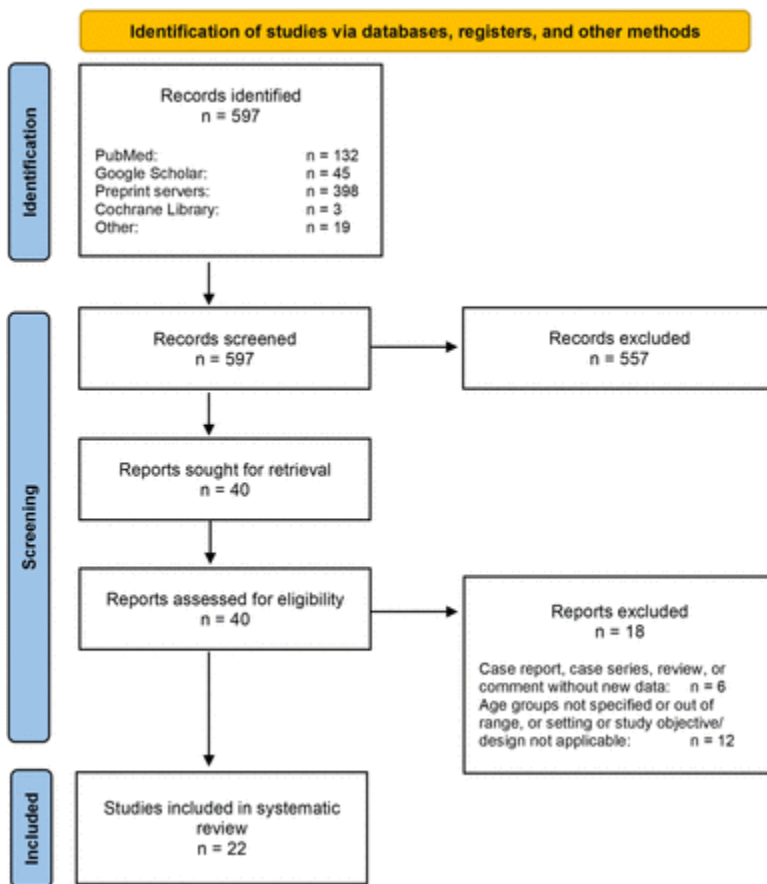 Identification of studies via databases, registers, and other methods
Identification
Records identified
n = 597
PubMed: n = 132
Google Scholar: n = 45
Preprint servers: n = 398
Cochrane Library: n = 3
Other: n = 19
Screening
Records screened
n = 597
Records excluded
n = 557
Reports sought for retrieval
n = 40
Reports assessed for eligibility
n = 40
Reports excluded
n = 18
Case report, case series, review, or
comment without new data: n = 6
Age groups not specified or out of
range, or setting or study objective/
design not applicable: n = 12
Included
Studies included in systematic
review
n = 22